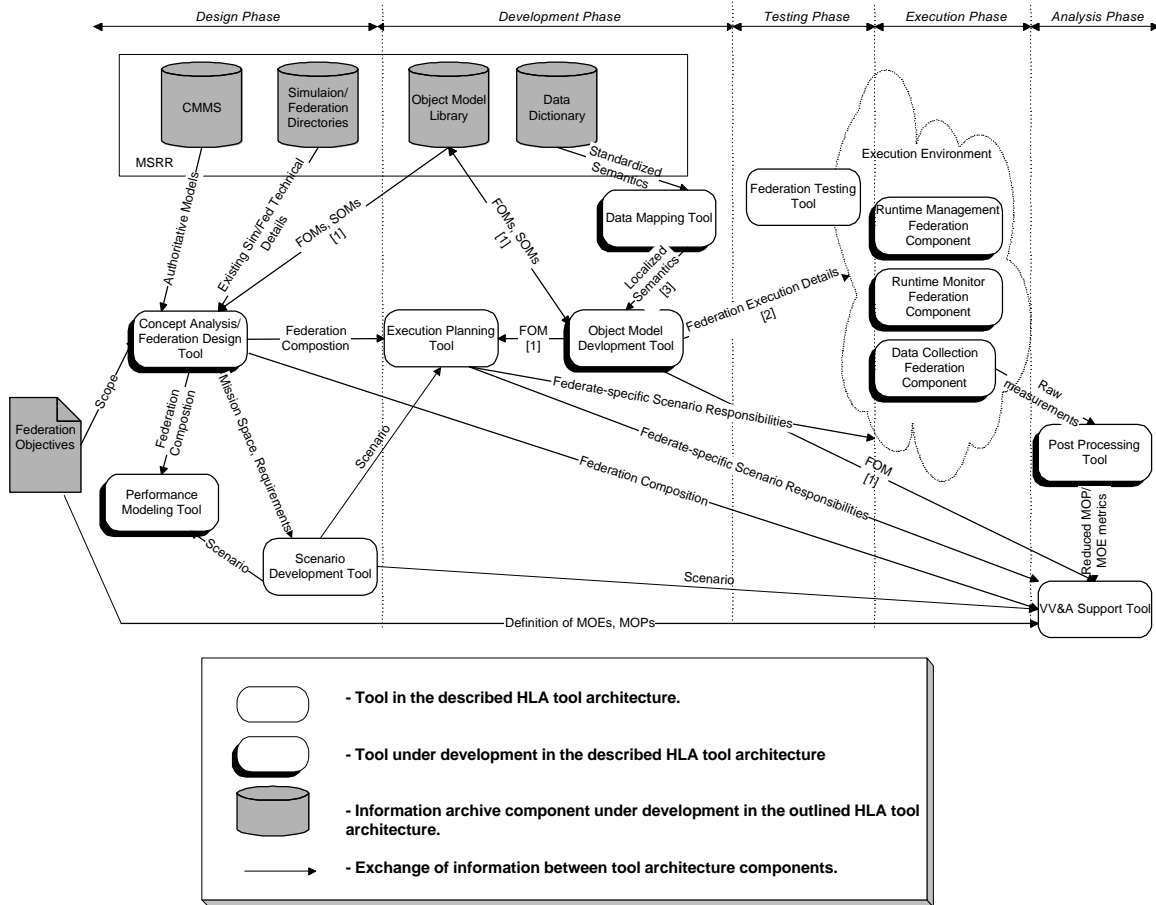 Design Phase
Development Phase
Testing Phase
Execution Phase
Analysis Phase
CMMS
Simulaion/
Federation
Directories
Object Model
Library
Data
Dictionary
MSRR
Execution Environment
Standardized
Semantics
Authoritative Models
Existing Sim/Fed Technical
Details
FOMs, SOMs
[1]
FOMs, SOMs
[1]
Data Mapping Tool
Federation Testing
Tool
Runtime Management
Federation
Component
Localized
Semantics
[3]
Federation Execution Details
[2]
Runtime Monitor
Federation
Component
Concept Analysis/
Federation Design
Tool
Federation
Compostion
Execution Planning
Tool
FOM
[1]
Object Model
Devlopment Tool
Data Collection
Federation
Component
Raw
measurements
Scope
Federation
Objectives
Federation
Compostion
Mission Space, Requirements
Scenario
Federate-specific Scenario Responsibilities
Federate-specific Scenario Responsibilities
Federation Composition
FOM
[1]
Post Processing
Tool
Performance
Modeling Tool
Scenario
Scenario
Development Tool
Scenario
Reduced MOP/
MOE metrics
VV&A Support Tool
Definition of MOEs, MOPs
- Tool in the described HLA tool architecture.
- Tool under development in the described HLA tool architecture
- Information archive component under development in the outlined HLA tool
architecture.
- Exchange of information between tool architecture components.